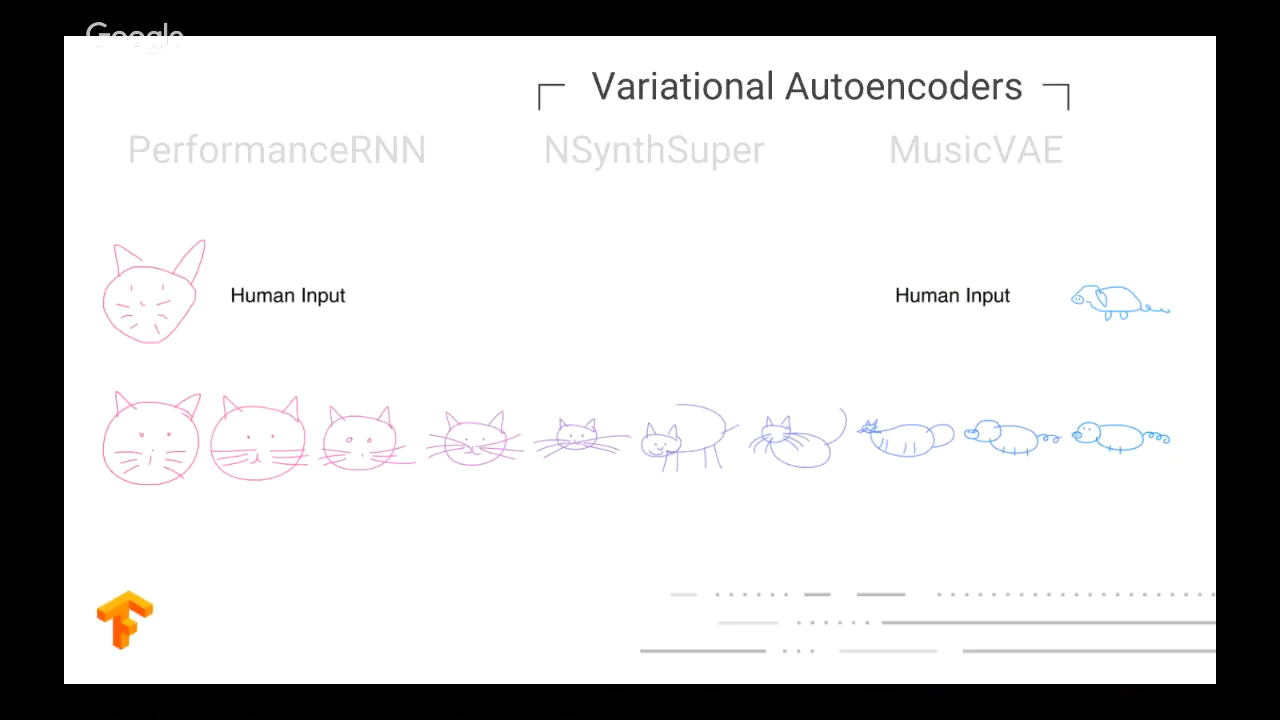 Google
Variational Autoencoders
PerformanceRNN NSynthSuper MusicVAE
Human Input Human Input